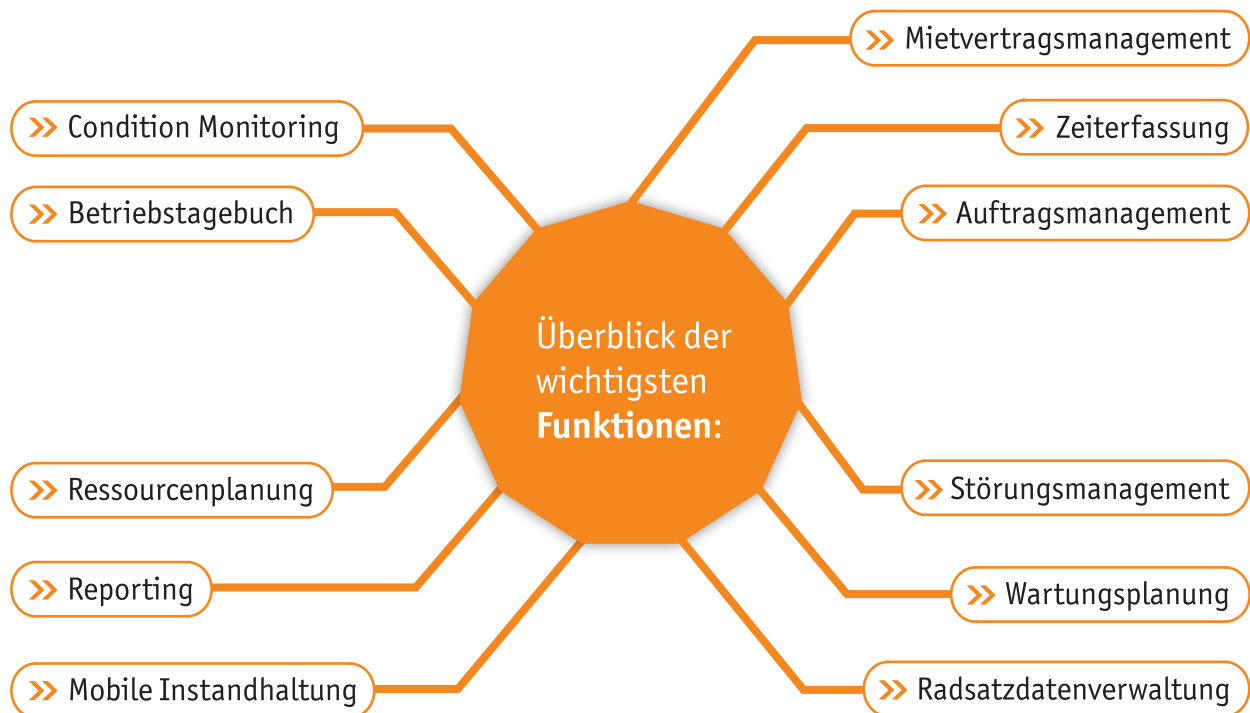 Mietvertragsmanagement
Condition Monitoring
Zeiterfassung
Betriebstagebuch
Auftragsmanagement
Überblick der
wichtigsten
Funktionen:
Ressourcenplanung
Störungsmanagement
Reporting
Wartungsplanung
Mobile Instandhaltung
Radsatzdatenverwaltung